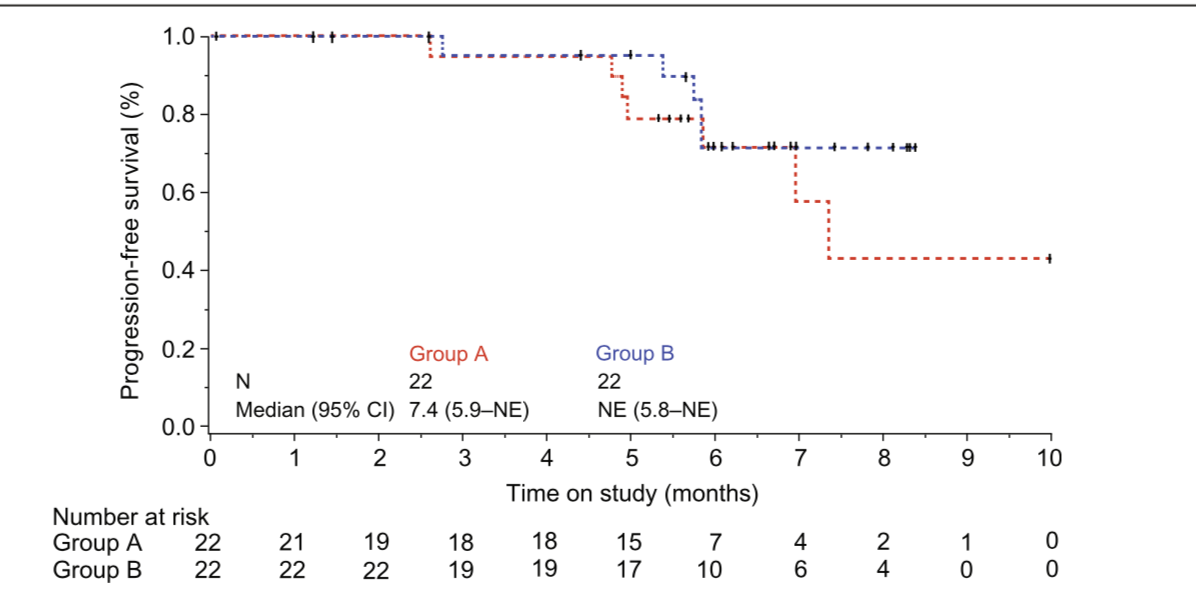 Progression-free survival (%)
1.0
0.8
0.6
0.4
0.2
0.0
Group A Group B
N 22 22
Median (95% CI) 7.4 (5.9–NE) NE (5.8–NE)
0 1 2 3 4 5 6 7 8 9 10
Time on study (months)
Number at risk
Group A 22 21 19 18 18 15 7 4 2 1 0
Group B 22 22 22 19 19 17 10 6 4 0 0